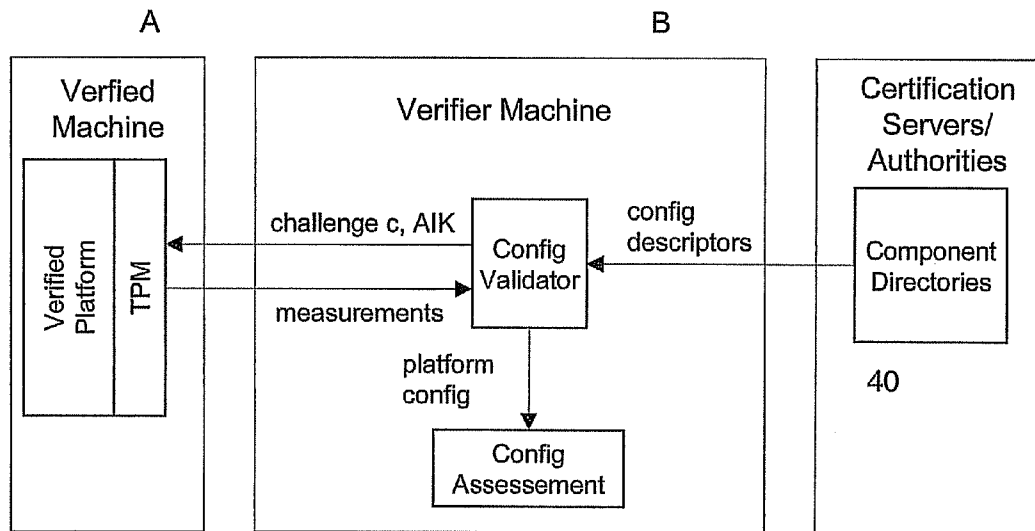 A
B
Verfied
Machine
Verified
Platform
TPM
Verifier Machine
challenge c, AIK
measurements
Config
Validator
config
descriptors
platform
config
Config
Assessement
Certification
Servers/
Authorities
Component
Directories
40